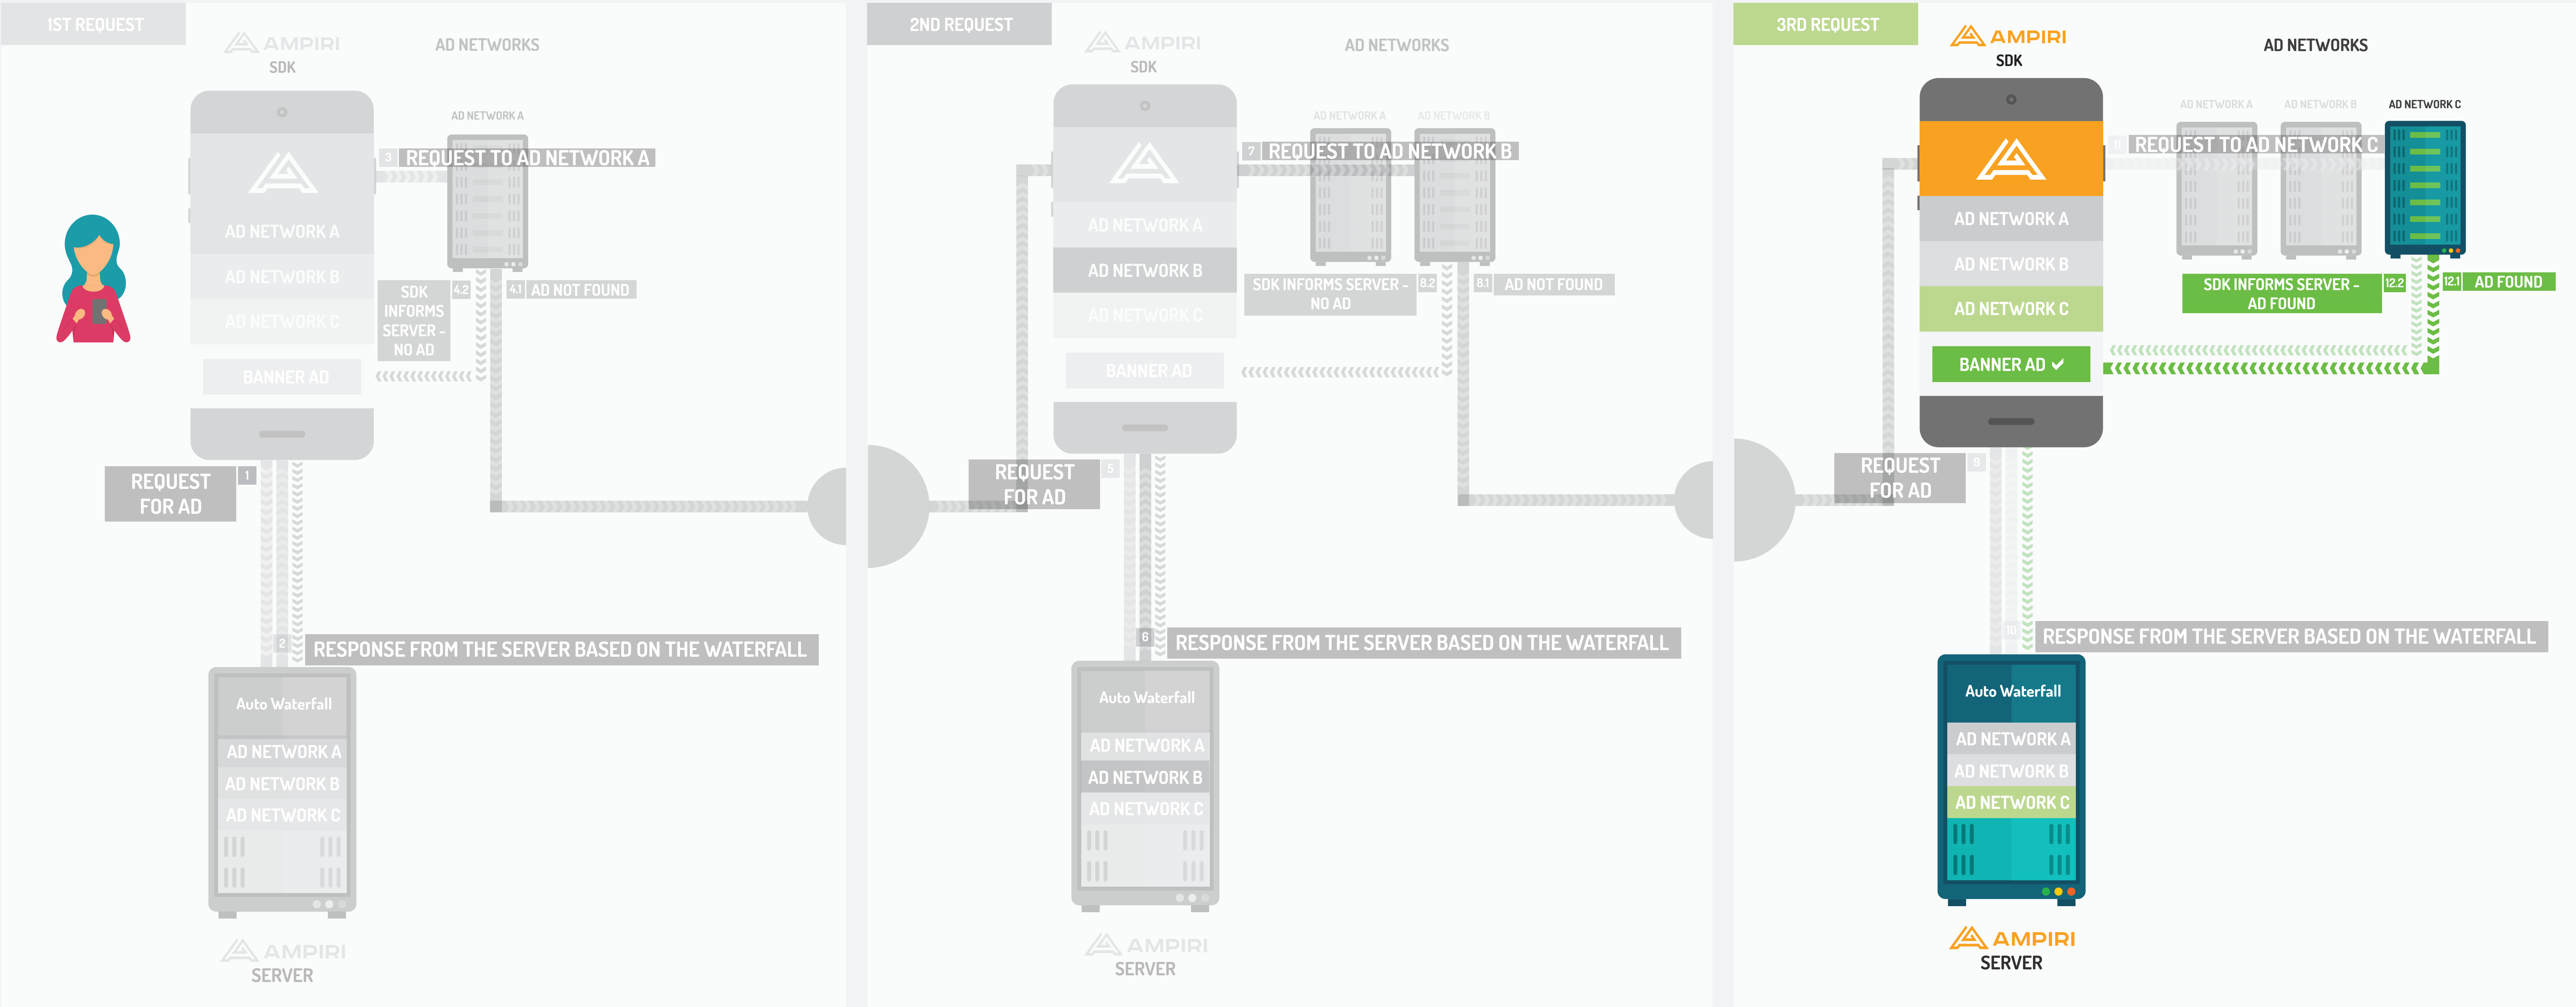 1ST REQUEST
AMPIRI
SDK
AD NETWORKS
AD NETWORK A
3
REQUEST TO AD NETWORK A
AD NETWORK A
AD NETWORK B
AD NETWORK C
BANNER AD
SDK
INFORMS
SERVER -
NO AD
4.2
4.1
AD NOT FOUND
REQUEST
FOR AD
1
2
RESPONSE FROM THE SERVER BASED ON THE WATERFALL
Auto Waterfall
AD NETWORK A
AD NETWORK B
AD NETWORK C
AMPIRI
SERVER
2ND REQUEST
AMPIRI
SDK
AD NETWORKS
AD NETWORK A
AD NETWORK B
7
REQUEST TO AD NETWORK B
AD NETWORK A
AD NETWORK B
AD NETWORK C
BANNER AD
SDK INFORMS SERVER -
NO AD
8.2
8.1
AD NOT FOUND
REQUEST
FOR AD
5
6
RESPONSE FROM THE SERVER BASED ON THE WATERFALL
Auto Waterfall
AD NETWORK A
AD NETWORK B
AD NETWORK C
AMPIRI
SERVER
3RD REQUEST
AMPIRI
SDK
AD NETWORKS
AD NETWORK A
AD NETWORK B
AD NETWORK C
11
REQUEST TO AD NETWORK C
AD NETWORK A
AD NETWORK B
AD NETWORK C
BANNER AD
SDK INFORMS SERVER -
AD FOUND
12.2
12.1
AD FOUND
REQUEST
FOR AD
9
10
RESPONSE FROM THE SERVER BASED ON THE WATERFALL
Auto Waterfall
AD NETWORK A
AD NETWORK B
AD NETWORK C
AMPIRI
SERVER